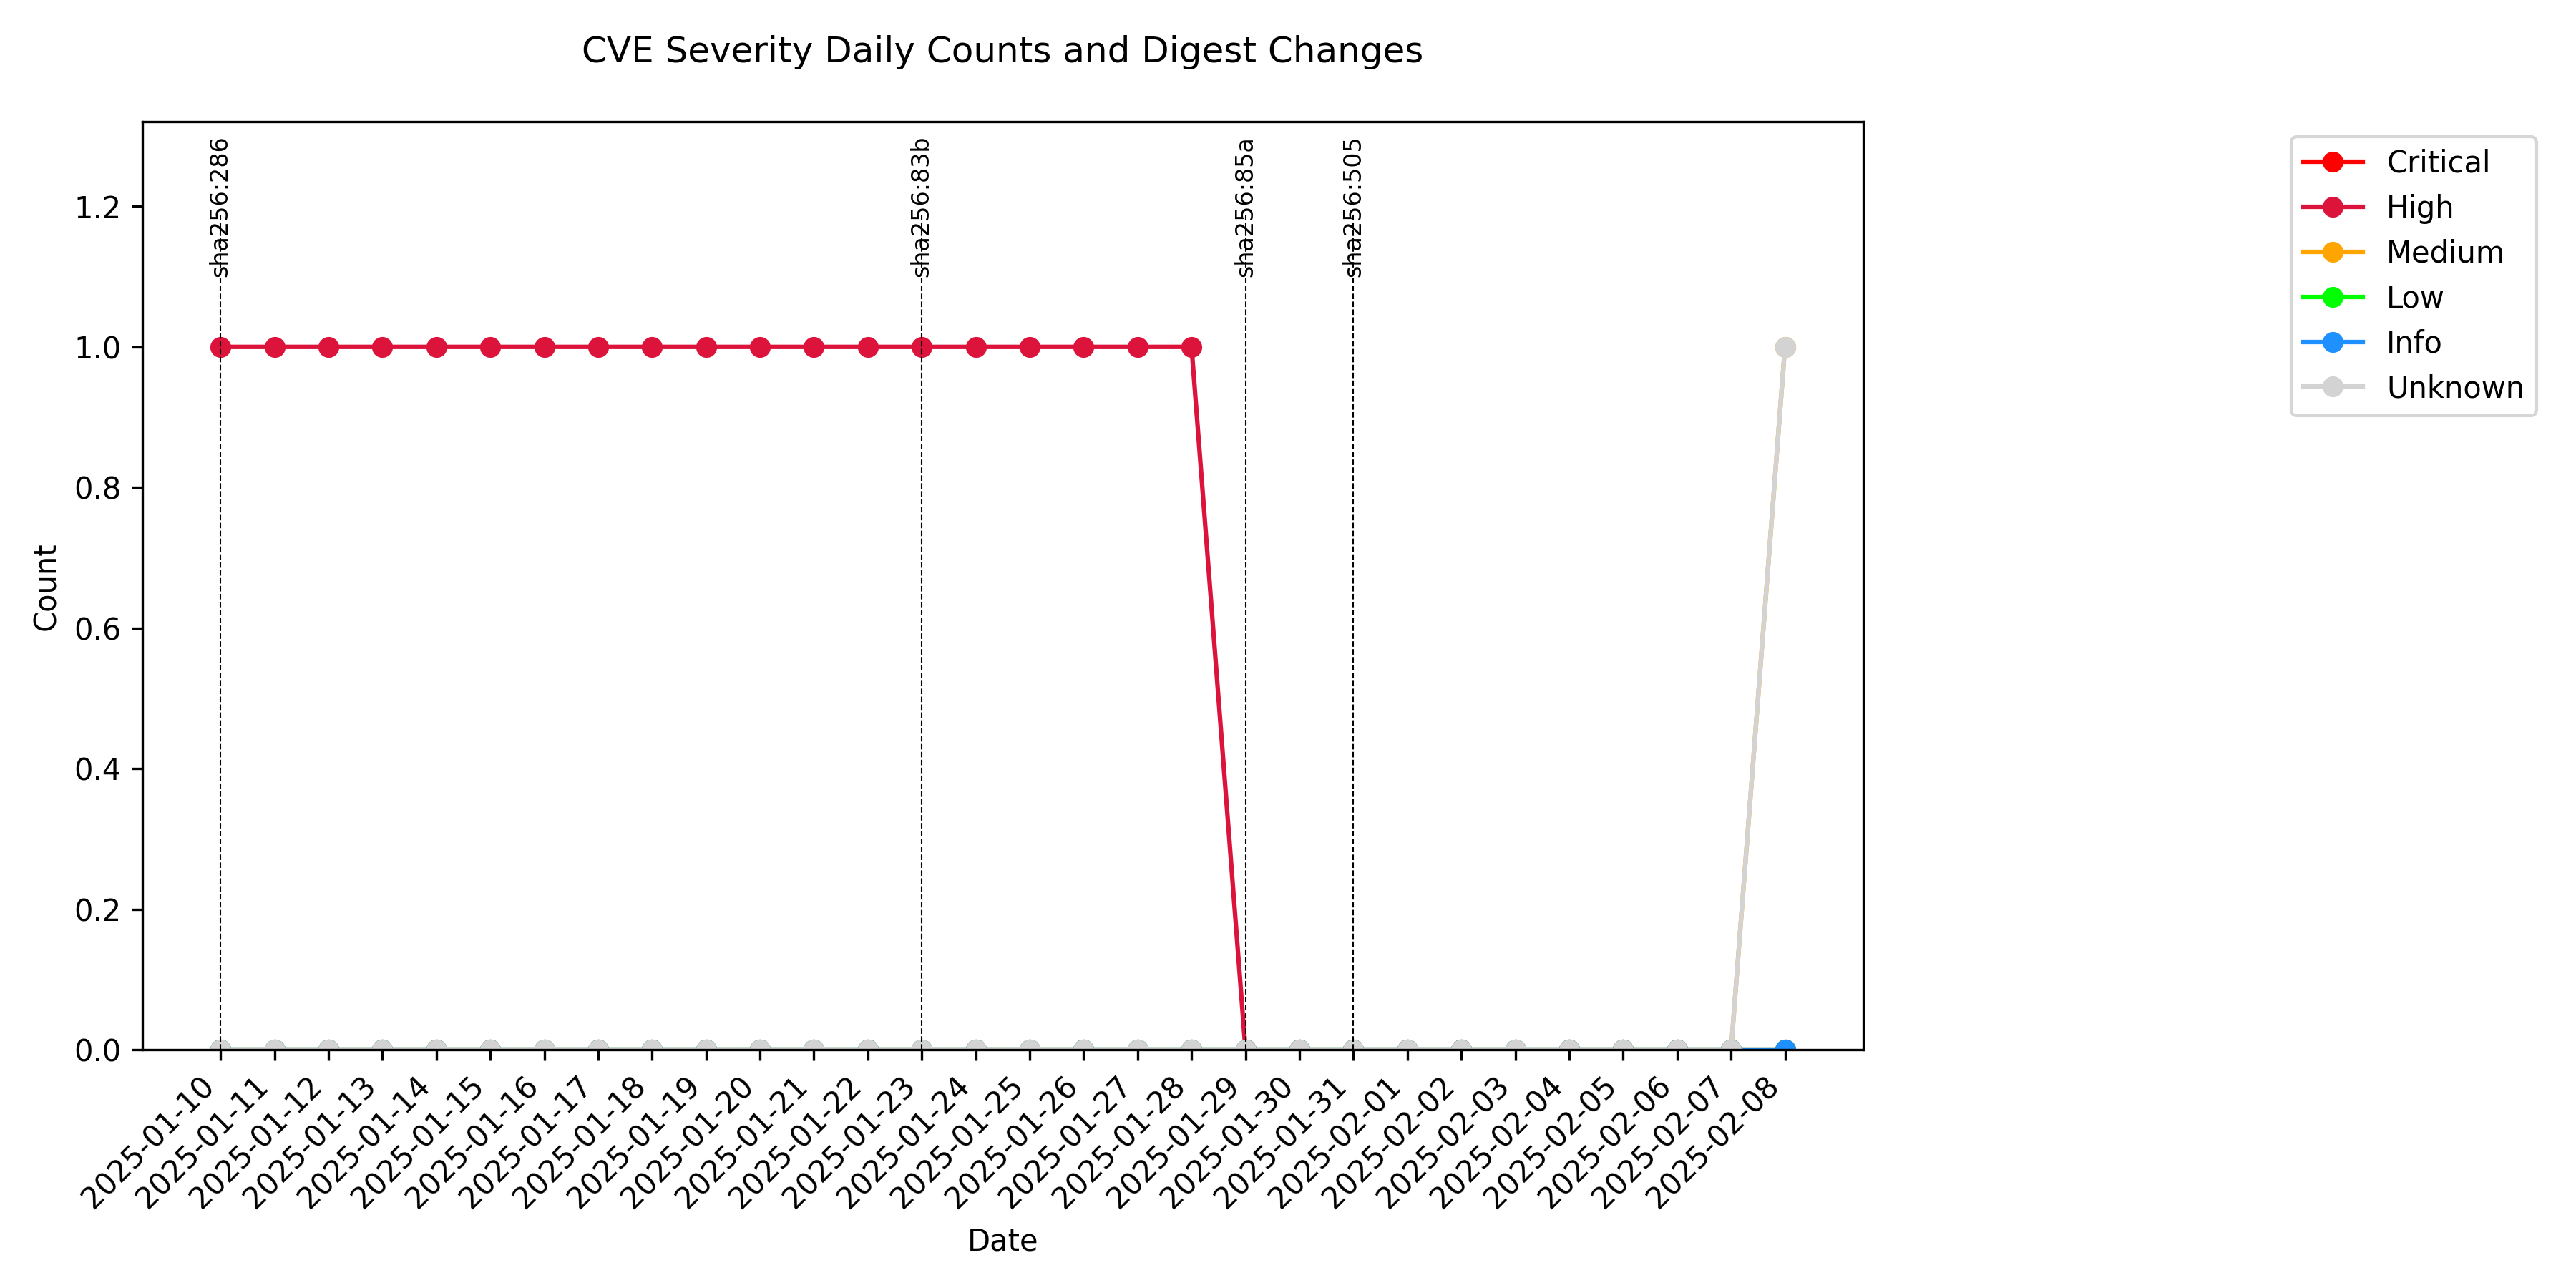 CVE Severity Daily Counts and Digest Changes
sha256:286
sha256:83b
sha256:85a
sha256:505
Critical
High
Medium
Low
Info
Unknown
1.2
1.0
0.8
0.6
0.4
0.2
0.0
Count
2025-01-10
2025-01-11
2025-01-12
2025-01-13
2025-01-14
2025-01-15
2025-01-16
2025-01-17
2025-01-18
2025-01-19
2025-01-20
2025-01-21
2025-01-22
2025-01-23
2025-01-24
2025-01-25
2025-01-26
2025-01-27
2025-01-28
2025-01-29
2025-01-30
2025-01-31
2025-02-01
2025-02-02
2025-02-03
2025-02-04
2025-02-05
2025-02-06
2025-02-07
2025-02-08
Date